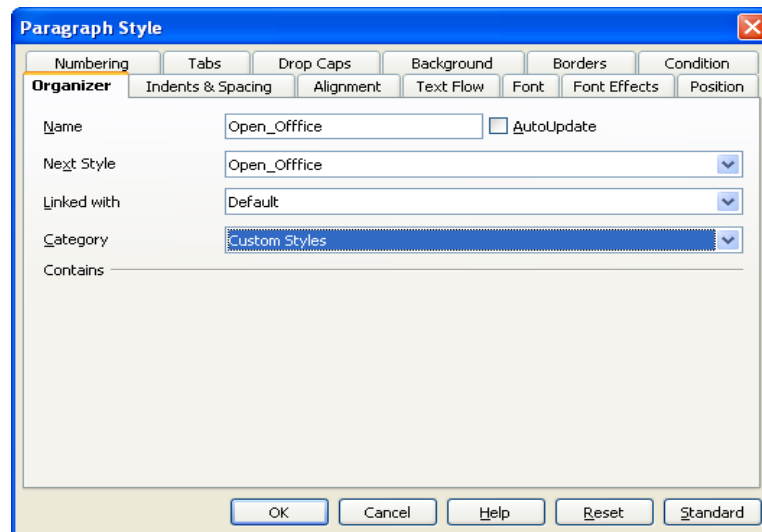 Paragraph Style
Numbering Tabs Drop Caps Background Borders Condition
Organizer Indents & Spacing Alignment Text Flow Font Font Effects Position
Name Open_Offfice AutoUpdate
Next Style Open_Offfice
Linked with Default
Category Custom Styles
Contains
OK Cancel Help Reset Standard